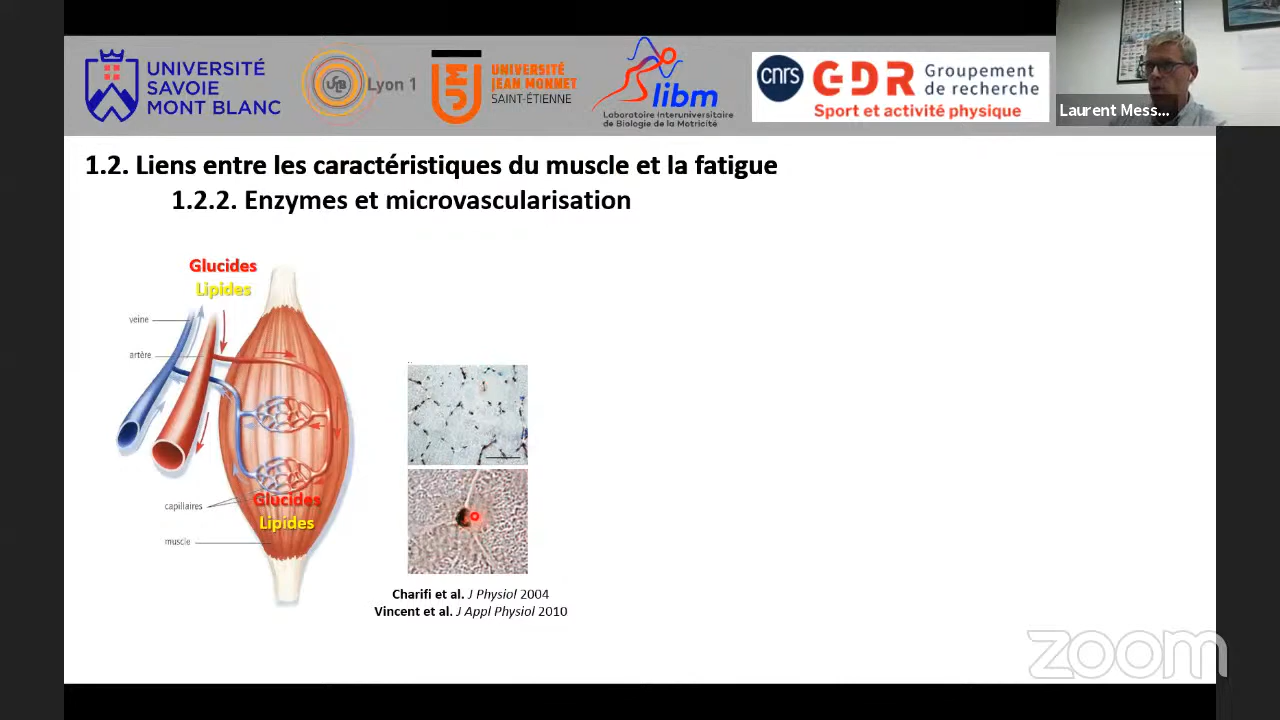 UNIVERSITÉ
SAVOIE
MONT BLANC
Lyon 1
UJM
UNIVERSITÉ
JEAN MONNET
SAINT-ÉTIENNE
libm
Laboratoire Interuniversitaire
de Biologie de la Motricité
cnrs
GDR
Groupement
de recherche
Sport et activité physique
Laurent Mess...
1.2. Liens entre les caractéristiques du muscle et la fatigue
1.2.2. Enzymes et microvascularisation
Glucides
Lipides
veine
artère
capillaires
Glucides
Lipides
muscle
Charifi et al. J Physiol 2004
Vincent et al. J Appl Physiol 2010
zoom